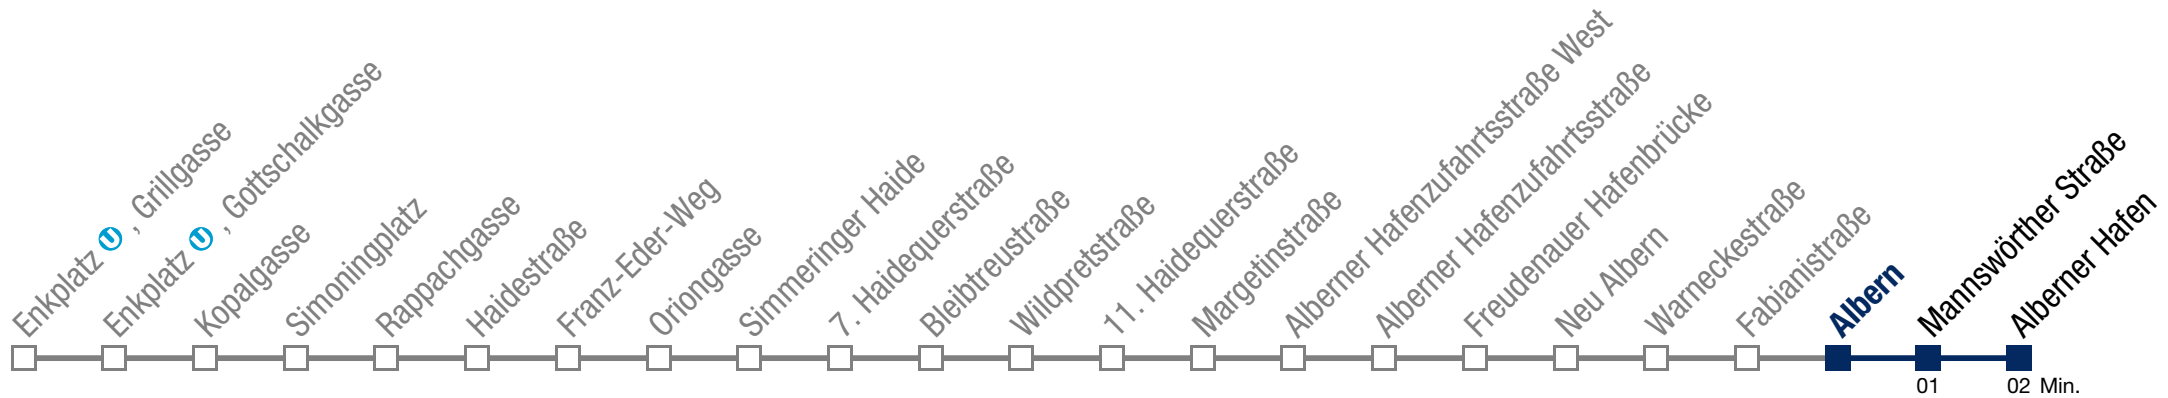 Enkplatz U , Grillgasse
Enkplatz U , Gottschalkgasse
Kopalgasse
Simoningplatz
Rappachgasse
Haidestraße
Franz-Eder-Weg
Oriongasse
Simmeringer Haide
7. Haidequerstraße
Bleibtreustraße
Wildpretstraße
11. Haidequerstraße
Margetinstraße
Alberner Hafenzufahrtsstraße West
Alberner Hafenzufahrtsstraße
Freudenauer Hafenbrücke
Neu Albern
Warneckestraße
Fabianistraße
Albern
Mannswörther Straße
Alberner Hafen
01 02 Min.